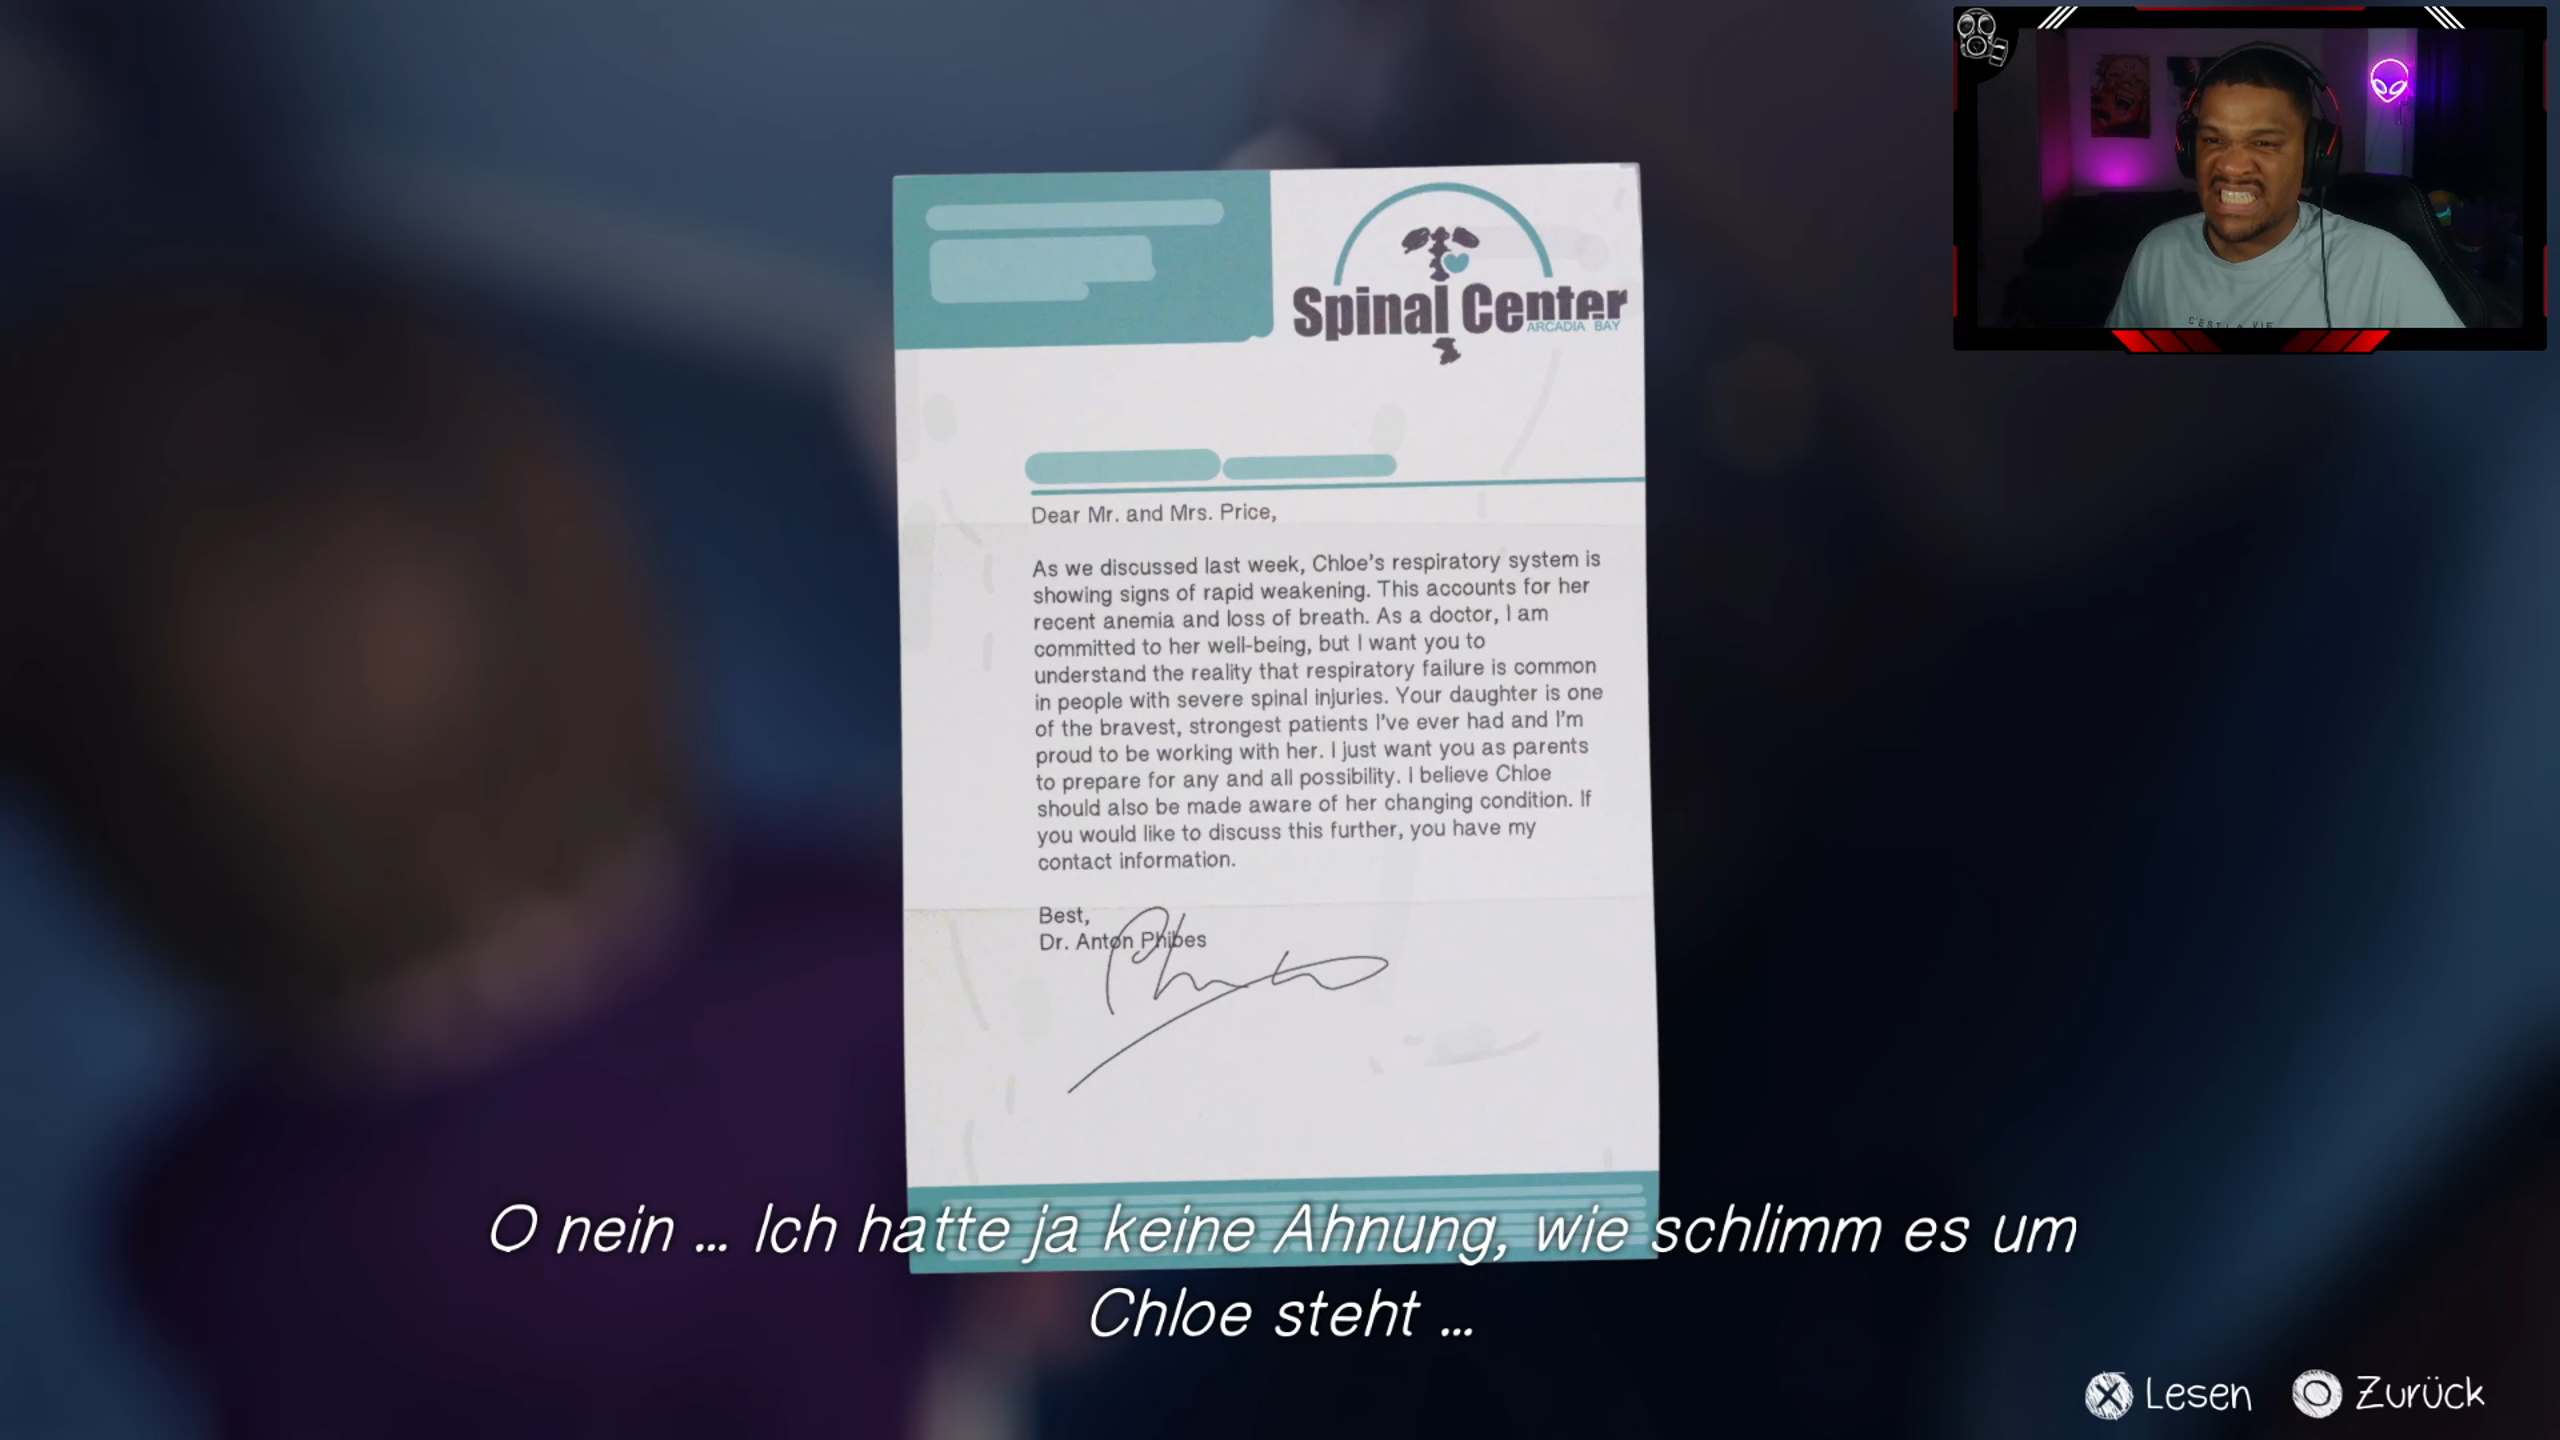 Spinal Center
ARCADIA BAY
Dear Mr. and Mrs. Price,
As we discussed last week, Chloe's respiratory system is
showing signs of rapid weakening. This accounts for her
recent anemia and loss of breath. As a doctor, I am
committed to her well-being, but I want you to
understand the reality that respiratory failure is common
in people with severe spinal injuries. Your daughter is one
of the bravest, strongest patients I've ever had and I'm
proud to be working with her. I just want you as parents
to prepare for any and all possibility. I believe Chloe
should also be made aware of her changing condition. If
you would like to discuss this further, you have my
contact information.
Best,
Dr. Anton Phibes
O nein ... Ich hatte ja keine Ahnung, wie schlimm es um
Chloe steht ...
Lesen Zurück
C'EST LA VIE